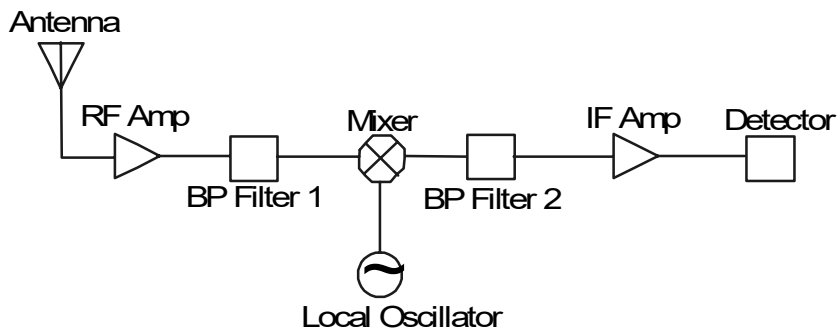 Antenna
RF Amp
Mixer
IF Amp
Detector
BP Filter 1
BP Filter 2
Local Oscillator